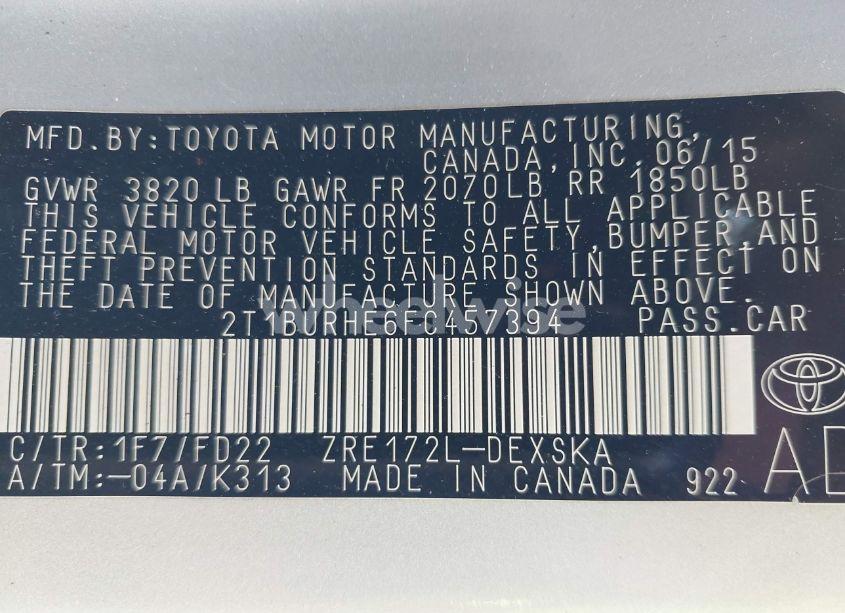 MFD.BY:TOYOTA MOTOR MANUFACTURING,
CANADA,INC.06/15
GVWR 3820 LB GAWR FR 2070LB RR 1850LB
THIS VEHICLE CONFORMS TO ALL APPLICABLE
FEDERAL MOTOR VEHICLE SAFETY,BUMPER,AND
THEFT PREVENTION STANDARDS IN EFFECT ON
THE DATE OF MANUFACTURE SHOWN ABOVE.
wheelwise
2T1BURHE6FC457394 PASS.CAR
C/TR:1F7/FD22 ZRE172L-DEXSKA
A/TM:-04A/K313 MADE IN CANADA 922